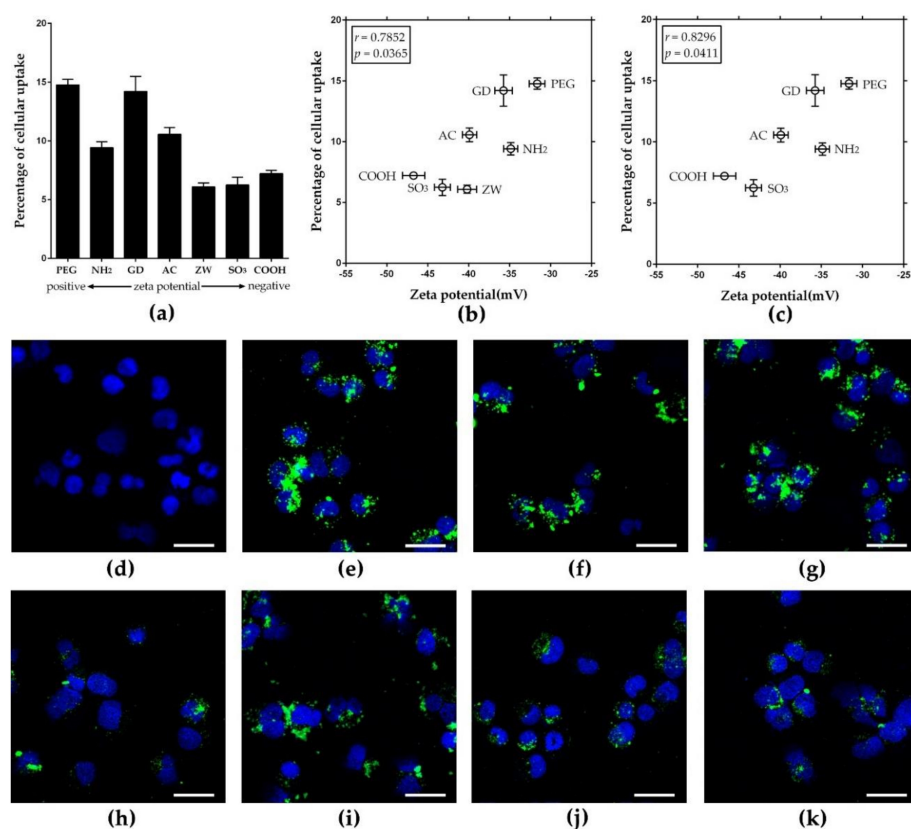 Percentage of cellular uptake
20
15
10
5
0
PEG NH2 GD AC ZW SO3 COOH
positive zeta potential negative
(a)
r = 0.7852
p = 0.0365
Percentage of cellular uptake
20
15
10
5
0
GD PEG
AC
NH2
COOH
SO3 ZW
-55 -50 -45 -40 -35 -30 -25
Zeta potential(mV)
(b)
r = 0.8296
p = 0.0411
Percentage of cellular uptake
20
15
10
5
0
GD PEG
AC
NH2
COOH
SO3
-55 -50 -45 -40 -35 -30 -25
Zeta potential(mV)
(c)
(d) (e) (f) (g)
(h) (i) (j) (k)